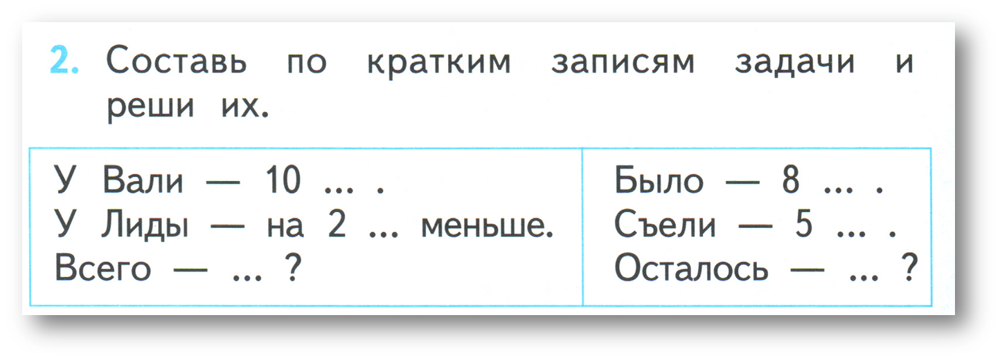 2. Составь по кратким записям задачи и
реши их.
У Вали — 10 ... .
У Лиды — на 2 ... меньше.
Всего — ... ?
Было — 8 ... .
Съели — 5 ... .
Осталось — ... ?